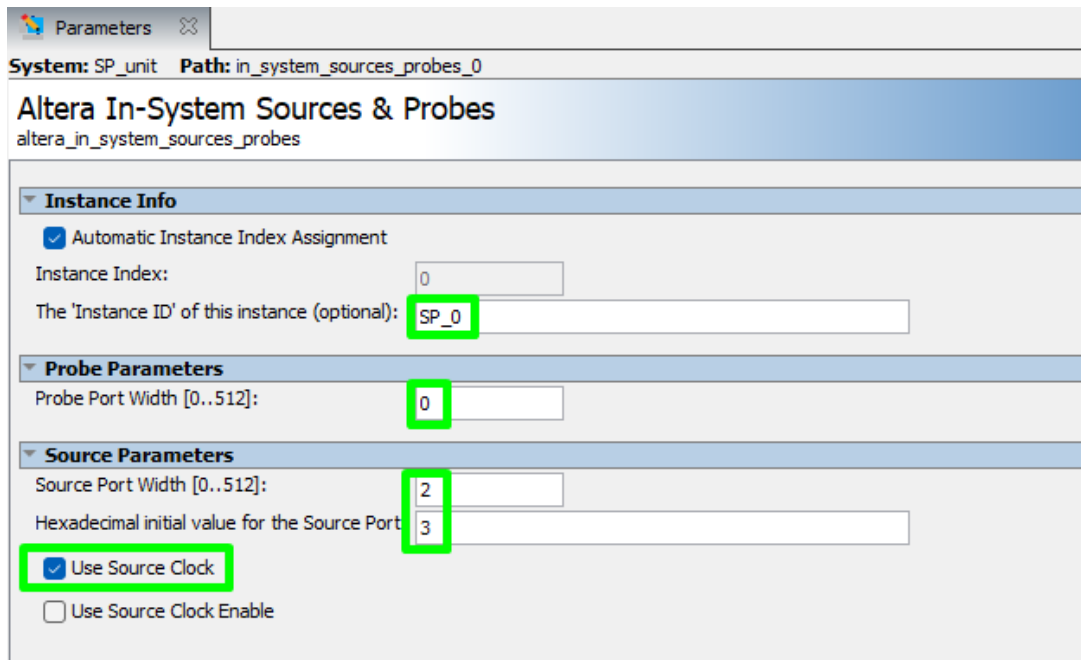 Parameters
System: SP_unit Path: in_system_sources_probes_0
Altera In-System Sources & Probes
altera_in_system_sources_probes
Instance Info
Automatic Instance Index Assignment
Instance Index: 0
The 'Instance ID' of this instance (optional): SP_0
Probe Parameters
Probe Port Width [0..512]: 0
Source Parameters
Source Port Width [0..512]: 2
Hexadecimal initial value for the Source Port 3
Use Source Clock
Use Source Clock Enable